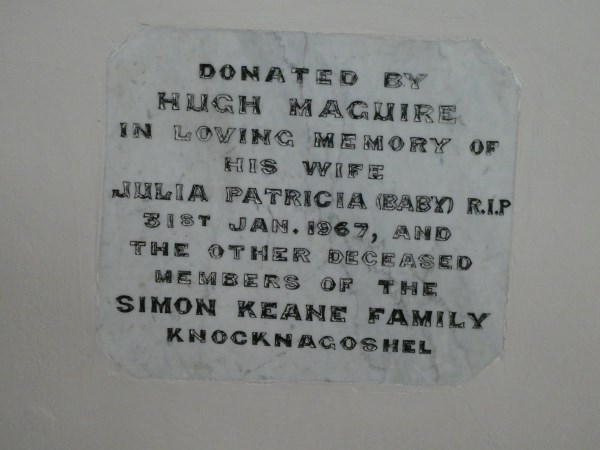 DONATED BY
HUGH MAGUIRE
IN LOVING MEMORY OF
HIS WIFE
JULIA PATRICIA (BABY) R.I.P
31ST JAN. 1967, AND
THE OTHER DECEASED
MEMBERS OF THE
SIMON KEANE FAMILY
KNOCKNAGOSHEL